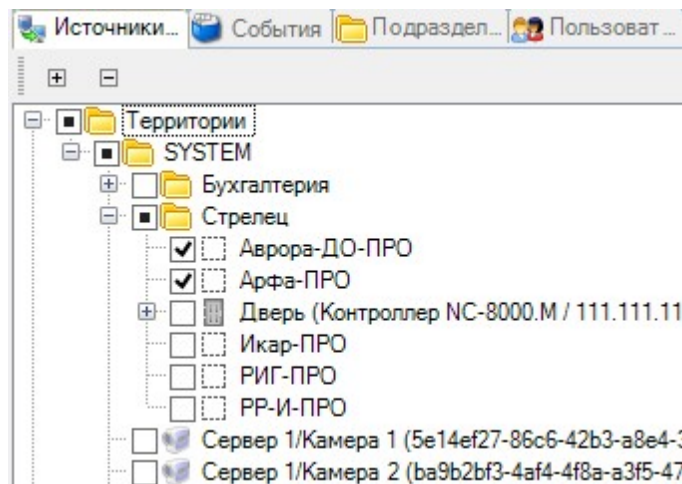 Источники... События Подраздел... Пользоват...
Территории
SYSTEM
Бухгалтерия
Стрелец
Аврора-ДО-ПРО
Арфа-ПРО
Дверь (Контроллер NC-8000.M / 111.111.11
Икар-ПРО
РИГ-ПРО
РР-И-ПРО
Сервер 1/Камера 1 (5e14ef27-86c6-42b3-a8e4-3
Сервер 1/Камера 2 (ba9b2bf3-4af4-4f8a-a3f5-47